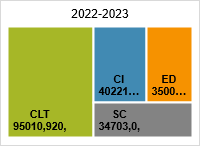 2022-2023
CI
40221...
ED
3500...
CLT
95010,920,
SC
34703,0,